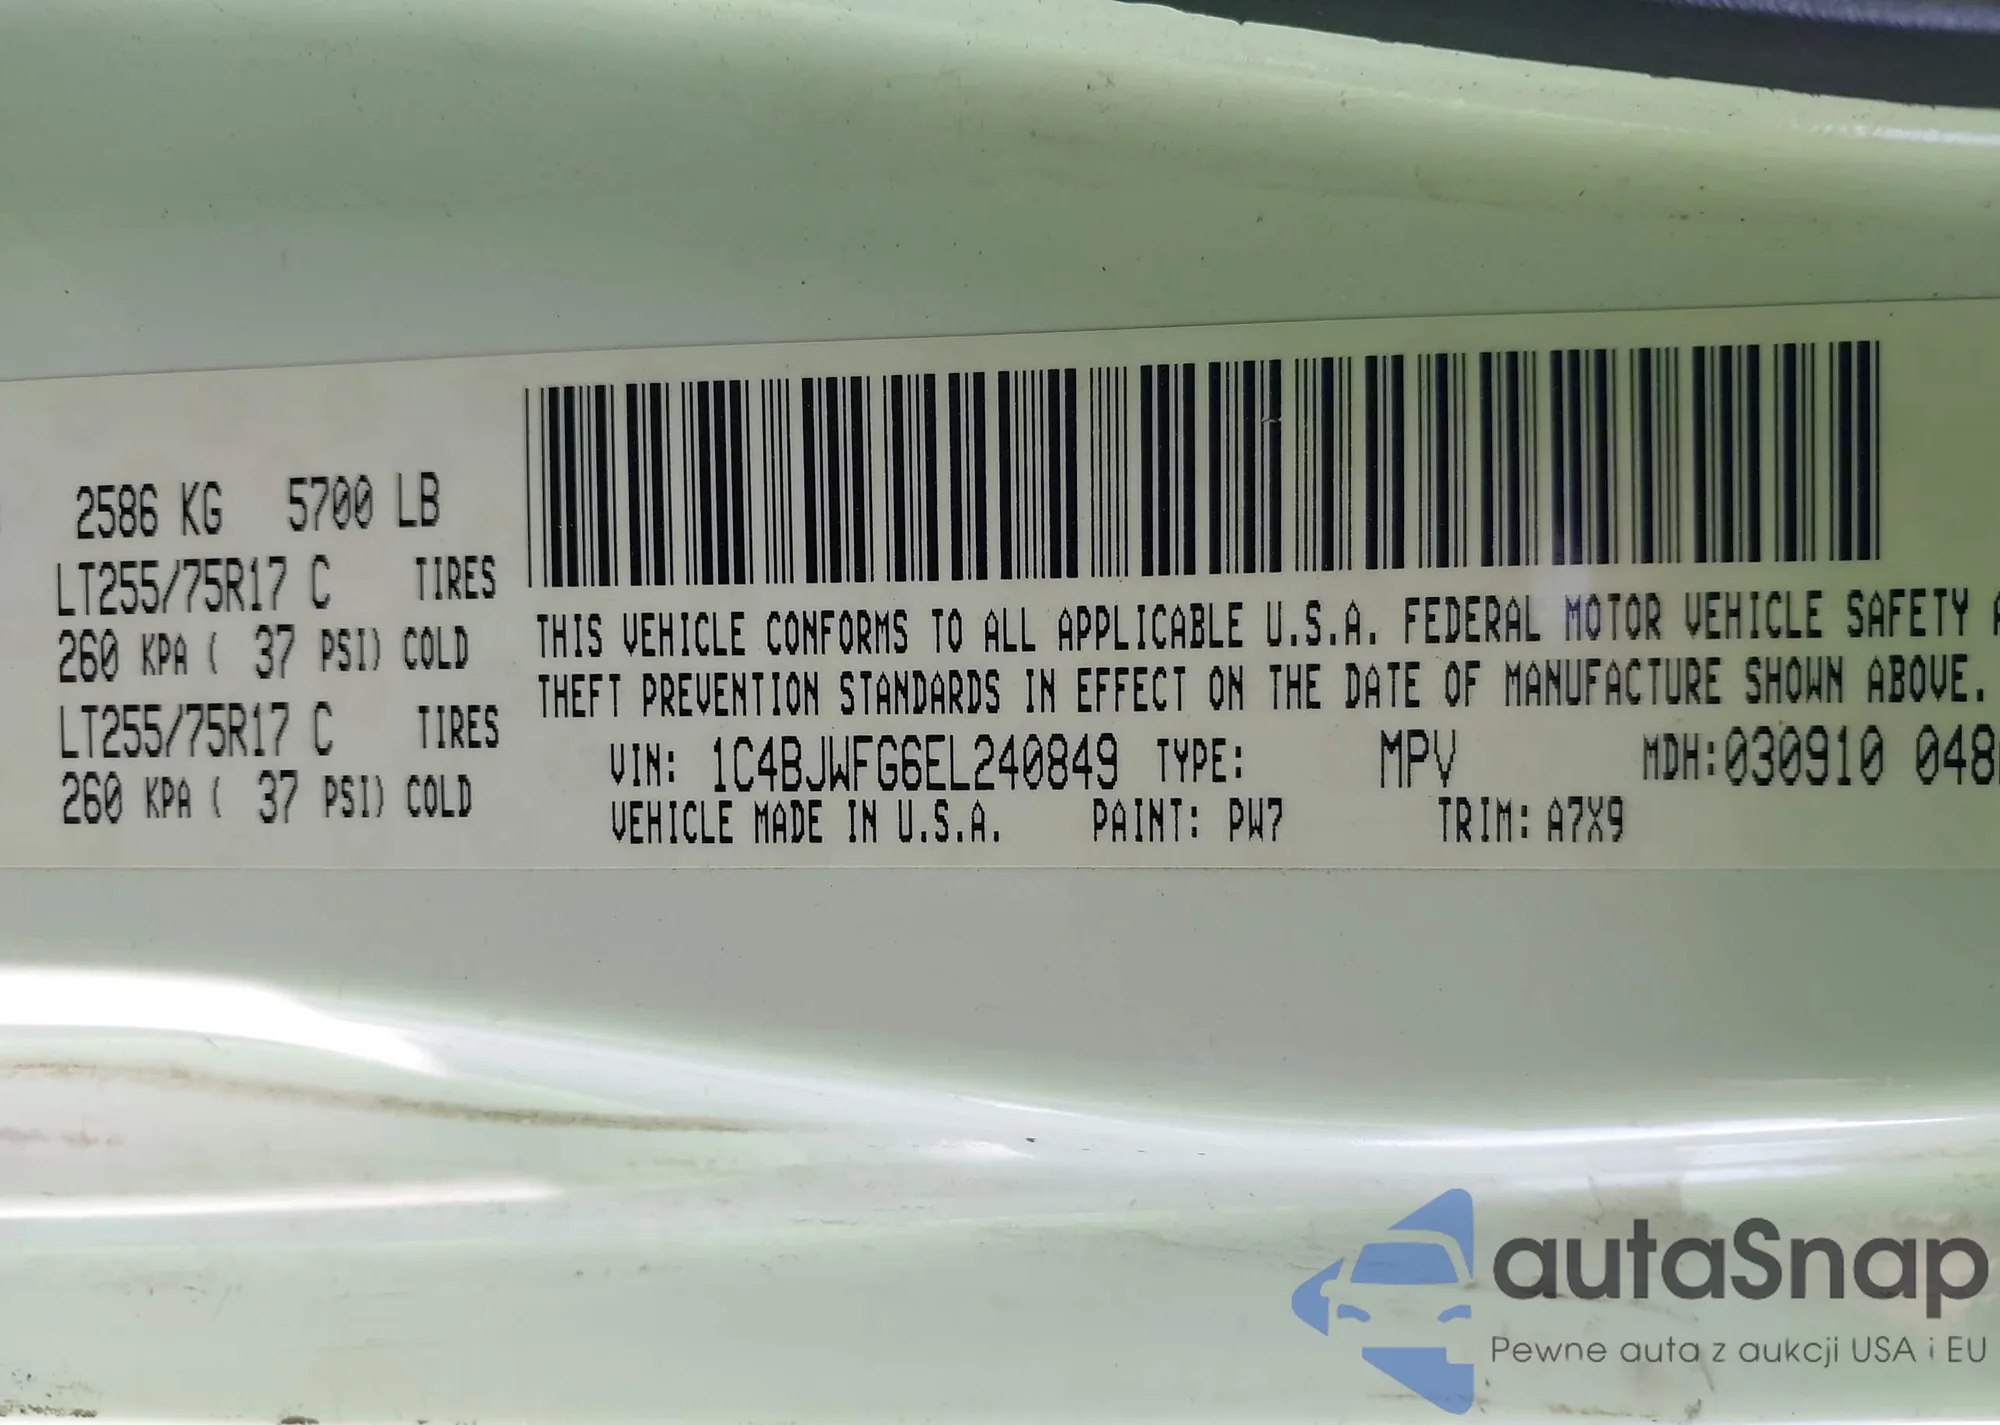 2586 KG 5700 LB
LT255/75R17 C TIRES
260 KPA ( 37 PSI) COLD
LT255/75R17 C TIRES
260 KPA ( 37 PSI) COLD
THIS VEHICLE CONFORMS TO ALL APPLICABLE U.S.A. FEDERAL MOTOR VEHICLE SAFETY
THEFT PREVENTION STANDARDS IN EFFECT ON THE DATE OF MANUFACTURE SHOWN ABOVE.
VIN: 1C4BJWFG6EL240849 TYPE: MPV MDH:030910 048
VEHICLE MADE IN U.S.A. PAINT: PW7 TRIM: A7X9
autaSnap
Pewne auta z aukcji USA i EU